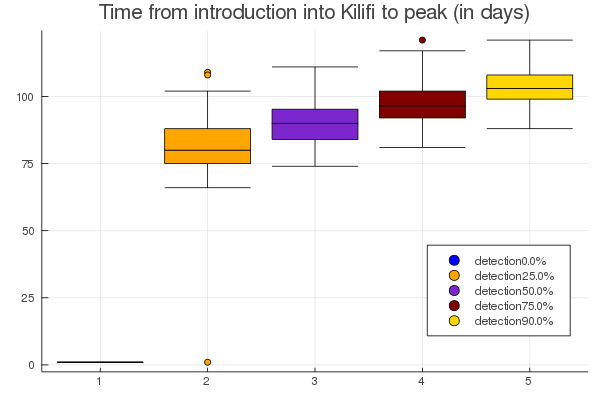 Time from introduction into Kilifi to peak (in days)
100
75
50
25
0
detection0.0%
detection25.0%
detection50.0%
detection75.0%
detection90.0%
1 2 3 4 5